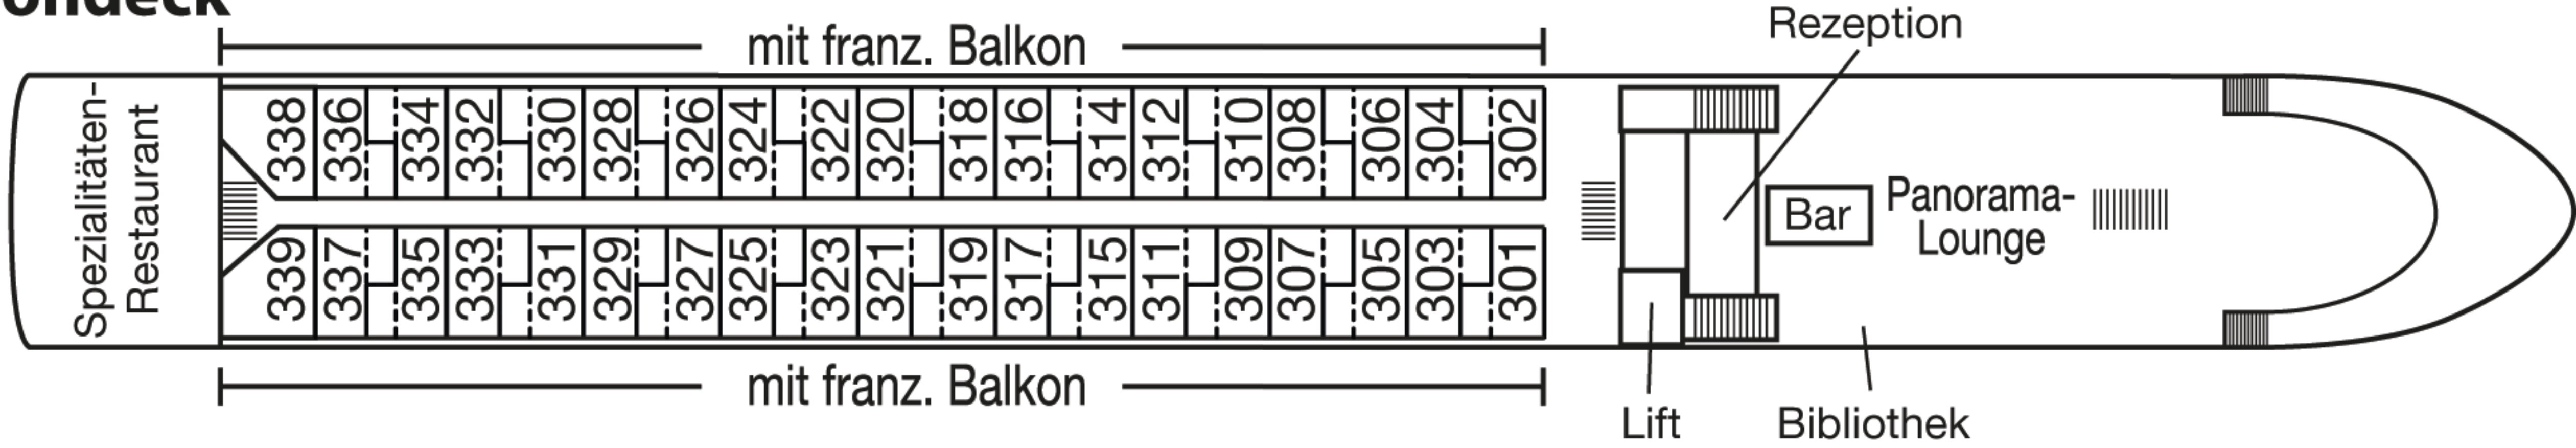 mit franz. Balkon
Rezeption
338 336 334 332 330 328 326 324 322 320 318 316 314 312 310 308 306 304 302
Spezialitäten-
Restaurant
Bar
Panorama-
Lounge
339 337 335 333 331 329 327 325 323 321 319 317 315 311 309 307 305 303 301
mit franz. Balkon
Lift
Bibliothek